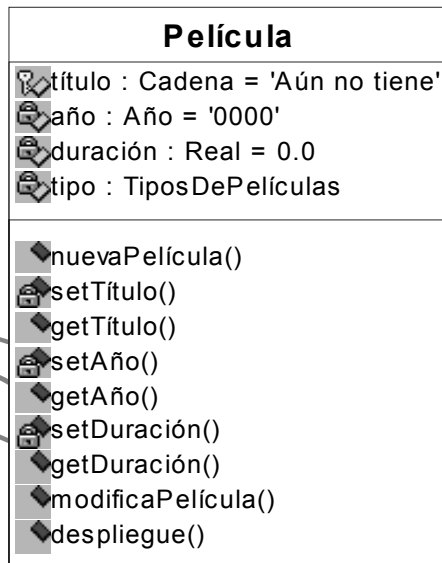 Película
título : Cadena = 'Aún no tiene'
año : Año = '0000'
duración : Real = 0.0
tipo : TiposDePelículas
nuevaPelícula()
setTítulo()
getTítulo()
setAño()
getAño()
setDuración()
getDuración()
modificaPelícula()
despliegue()